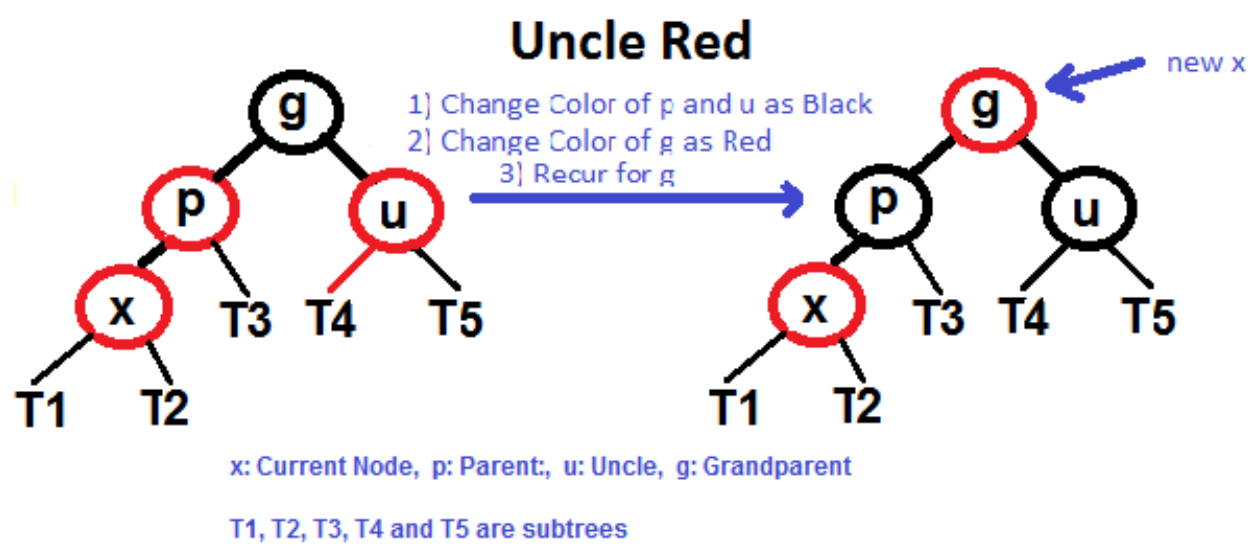 Uncle Red
new x
1) Change Color of p and u as Black
2) Change Color of g as Red
3) Recur for g
g
g
p
u
p
u
x
T3
T4
T5
x
T3
T4
T5
T1
T2
T1
T2
x: Current Node, p: Parent:, u: Uncle, g: Grandparent
T1, T2, T3, T4 and T5 are subtrees